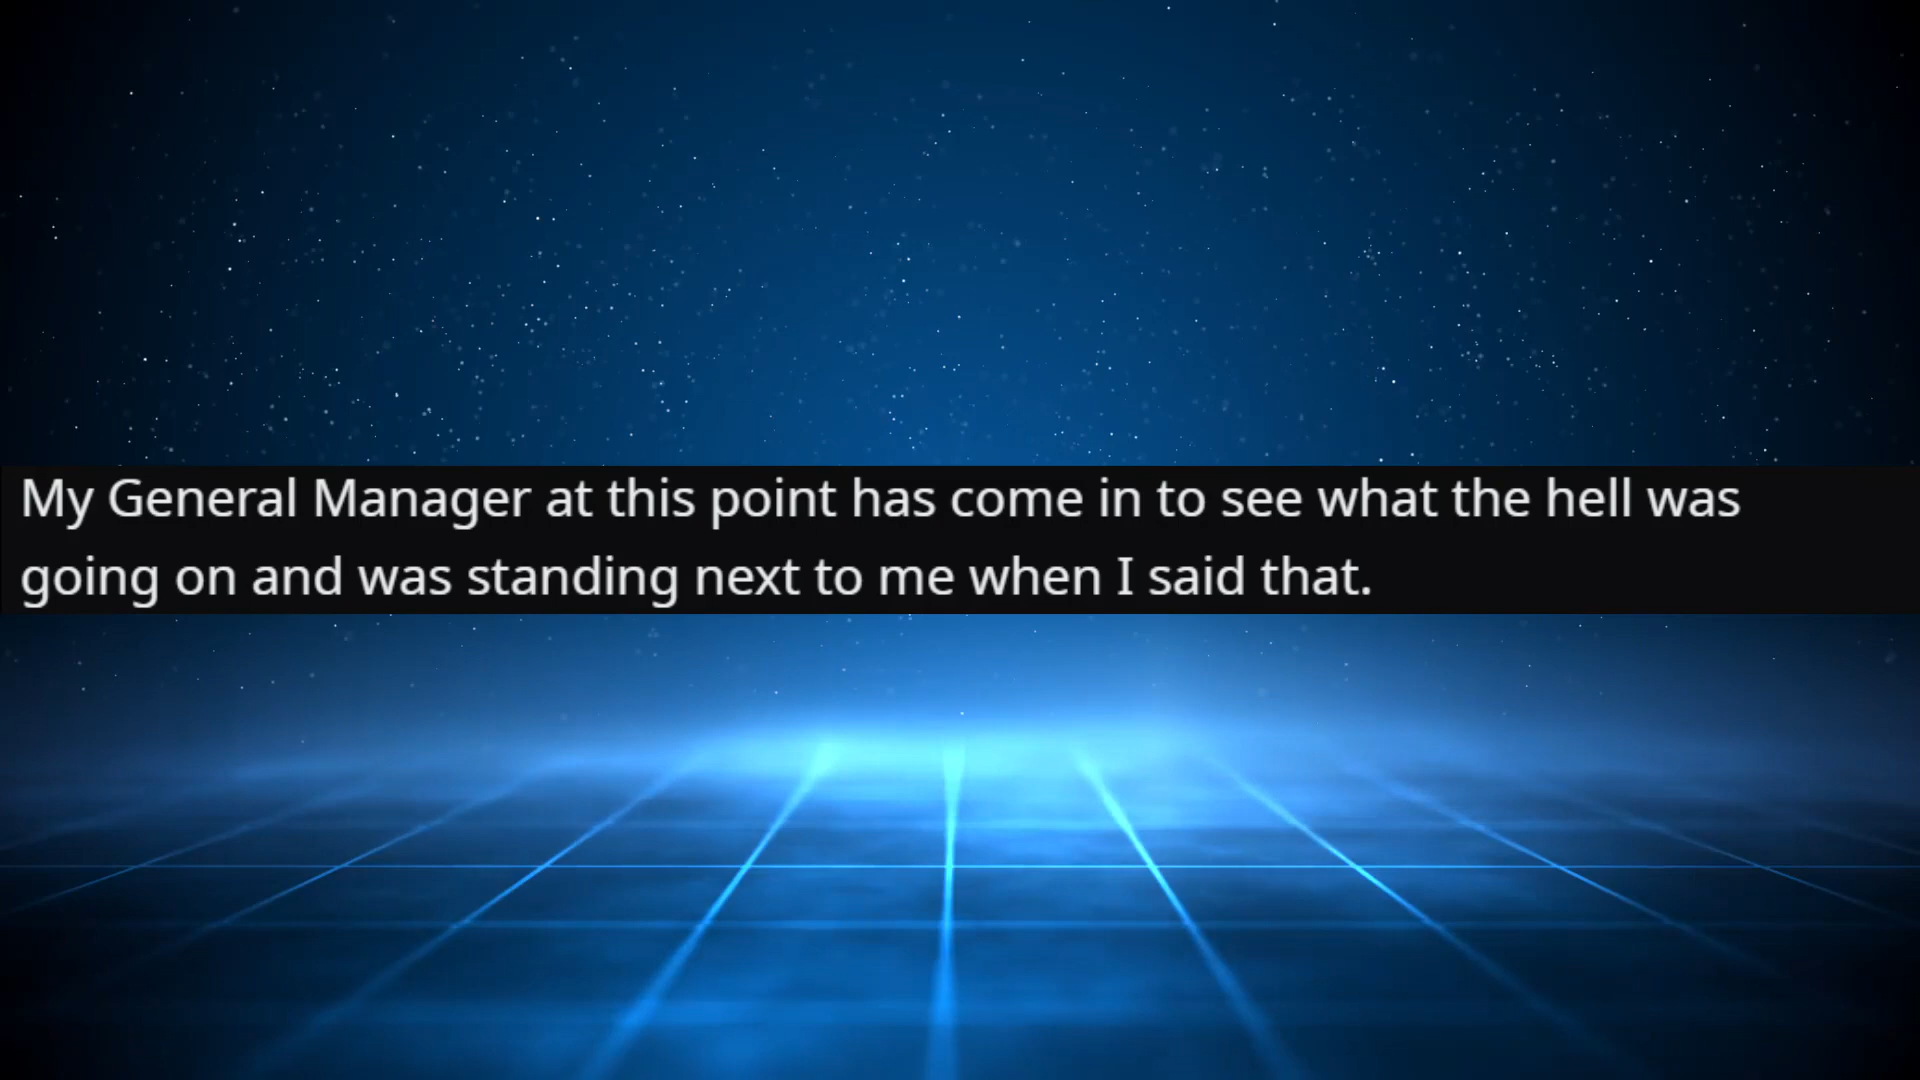 My General Manager at this point has come in to see what the hell was
going on and was standing next to me when I said that.